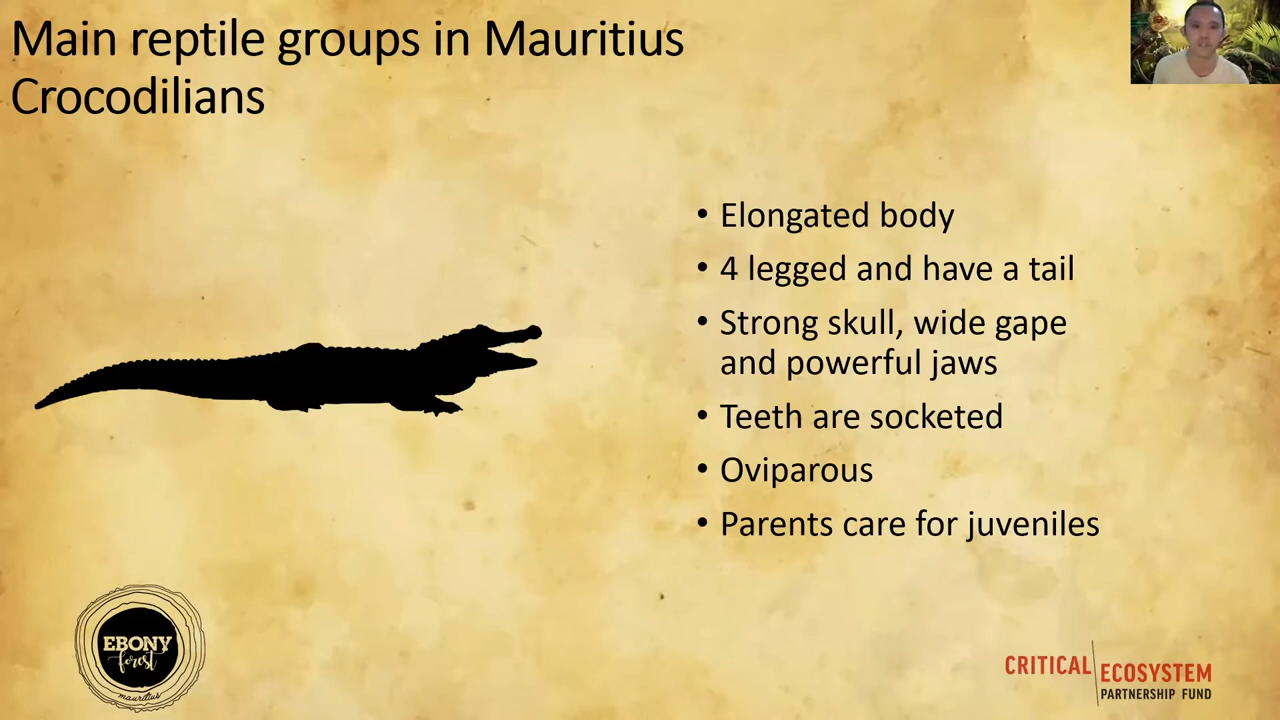 Main reptile groups in Mauritius
Crocodilians
• Elongated body
• 4 legged and have a tail
• Strong skull, wide gape
and powerful jaws
• Teeth are socketed
• Oviparous
• Parents care for juveniles
EBONY
forest
mauritius
CRITICAL ECOSYSTEM
PARTNERSHIP FUND